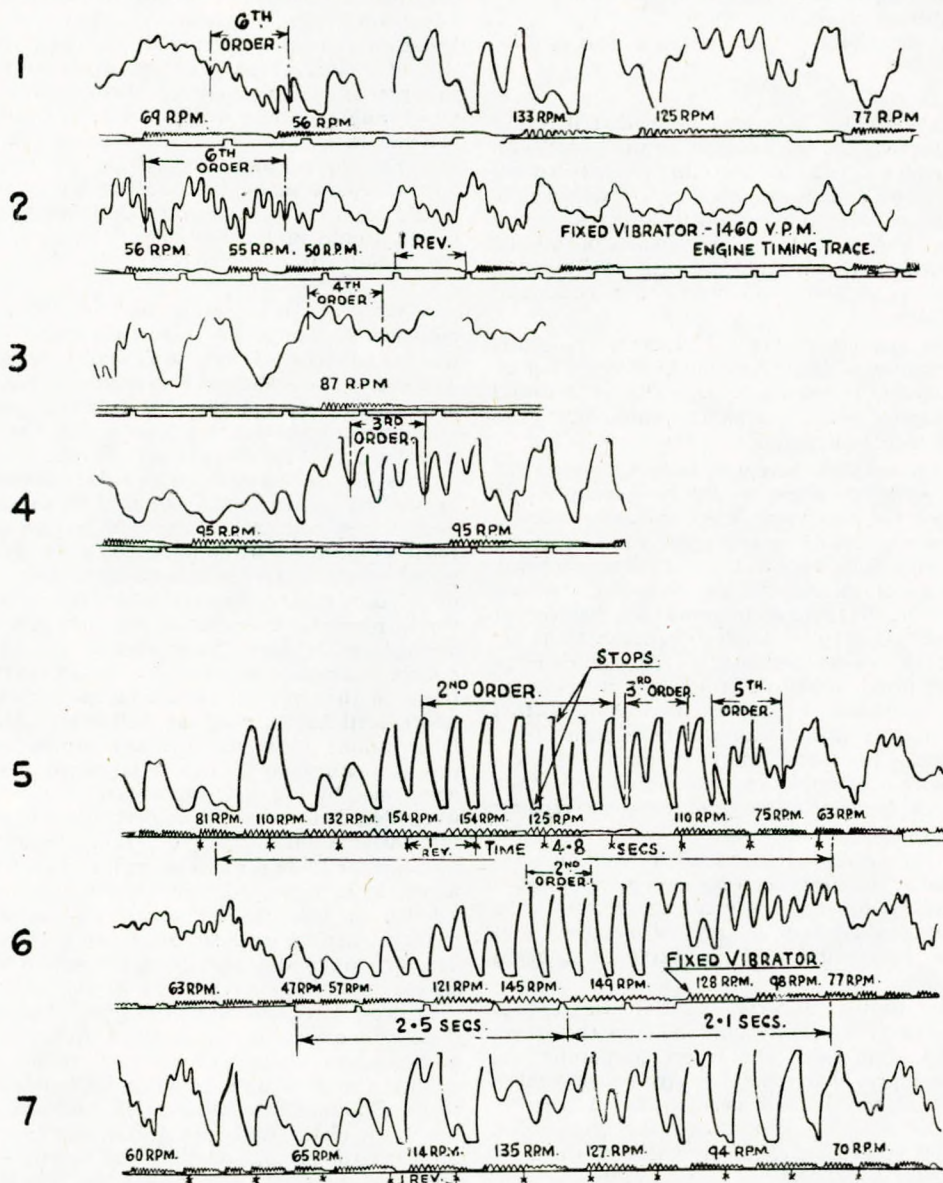 1
6TH ORDER.
69 R.P.M. 56 RPM 133 RPM. 125 RPM 77 R.P.M
2
6TH ORDER.
56 RPM 55 R.P.M. 50 R.P.M. 1 REV. FIXED VIBRATOR - 1460 V.P.M.
ENGINE TIMING TRACE.
3
4TH ORDER.
87 R.P.M
4
3RD ORDER.
95 R.P.M. 95 R.P.M.
5
STOPS.
2ND ORDER. 3RD ORDER. 5TH ORDER.
81 RPM. 110 RPM. 132 RPM. 154 RPM. 154 RPM. 125 RPM 110 RPM. 75 RPM. 63 RPM.
* * * * REV. * TIME * 4·8 * SECS. * * *
6
2ND ORDER.
FIXED VIBRATOR.
63 RPM. 47 RPM. 57 RPM. 121 RPM. 145 RPM. 149 RPM. 128 RPM. 98 RPM. 77 RPM.
2·5 SECS. 2·1 SECS.
7
60 RPM. 65 RPM. 114 RPM. 135 RPM. 127 RPM. 94 RPM. 70 R.P.M.
* * * * 1 REV. * * * * * * *